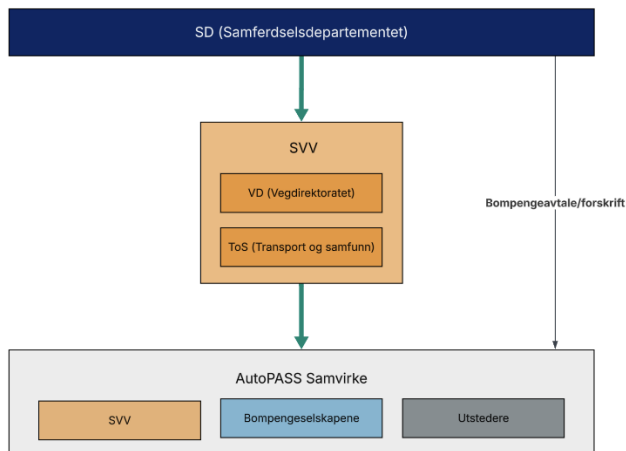 SD (Samferdselsdepartementet)
SVV
VD (Vegdirektoratet)
ToS (Transport og samfunn)
Bompengeavtale/forskrift
AutoPASS Samvirke
SVV
Bompengeselskapene
Utstedere